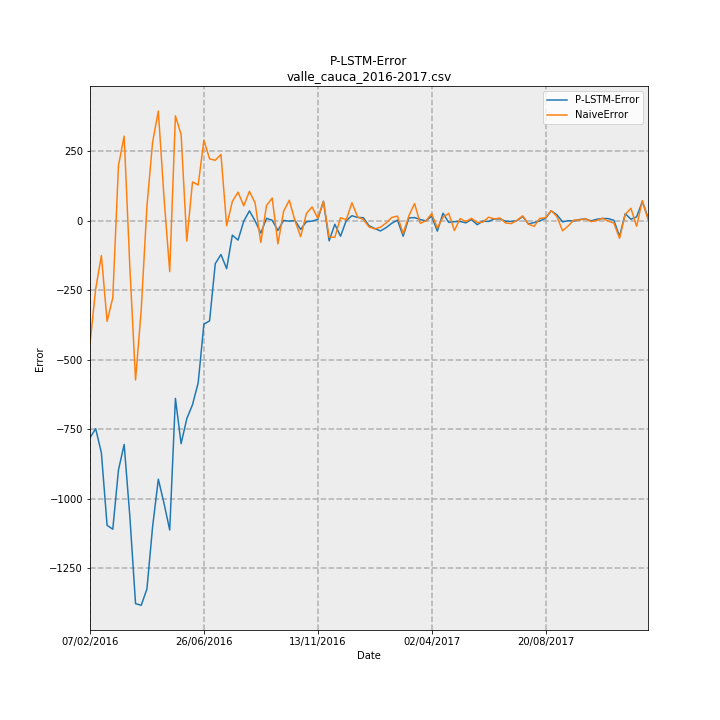 P-LSTM-Error
valle_cauca_2016-2017.csv
P-LSTM-Error
NaiveError
250
0
−250
−500
−750
−1000
−1250
Error
07/02/2016 26/06/2016 13/11/2016 02/04/2017 20/08/2017
Date